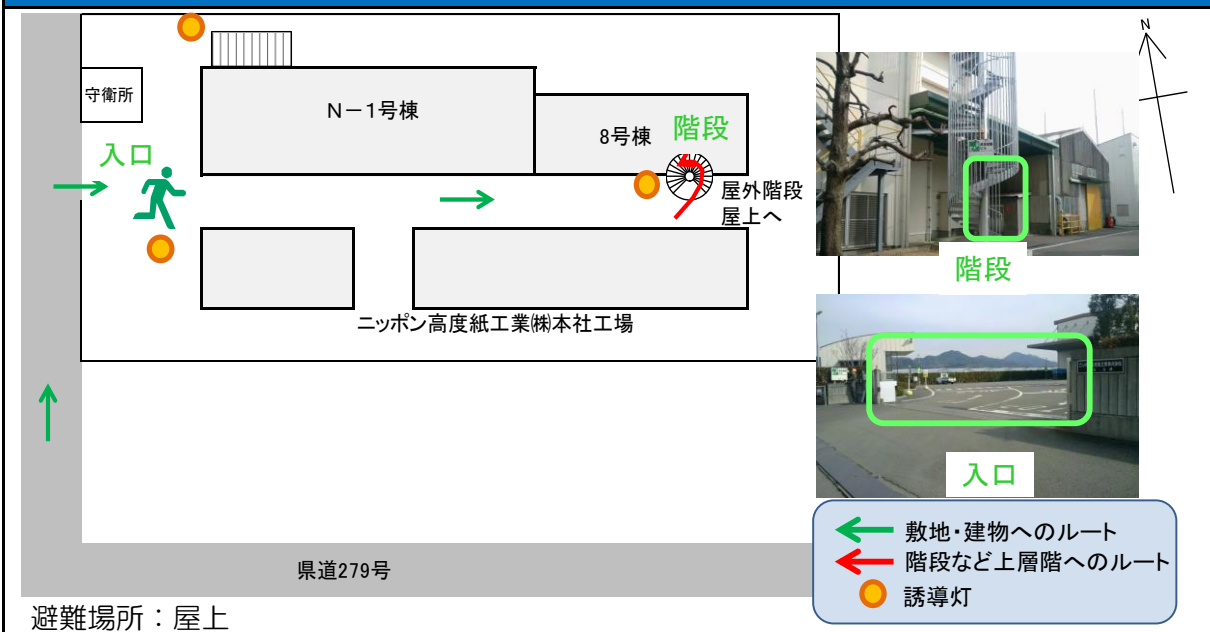 守衛所
N－1号棟
8号棟
階段
入口
屋外階段
屋上へ
ニッポン高度紙工業㈱本社工場
県道279号
避難場所：屋上
N
階段
入口
敷地・建物へのルート
階段など上層階へのルート
誘導灯